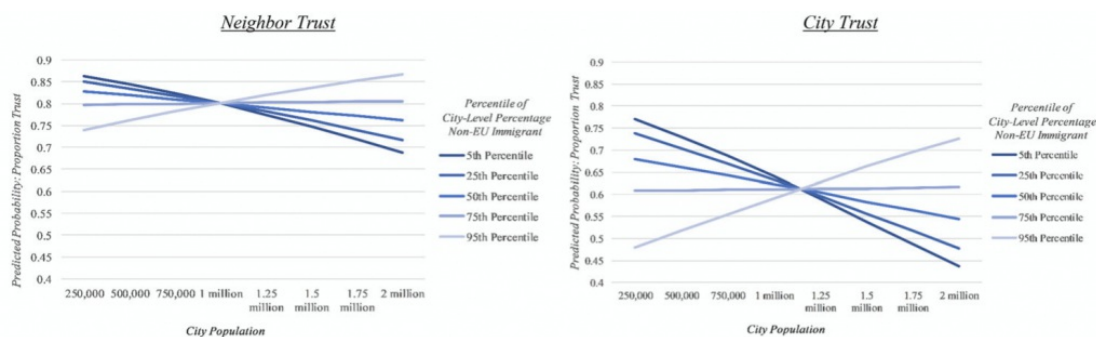 Neighbor Trust
Predicted Probability: Proportion Trust
0.9
0.85
0.8
0.75
0.7
0.65
0.6
0.55
0.5
0.45
0.4
250,000 500,000 750,000 1 million 1.25 million 1.5 million 1.75 million 2 million
City Population
Percentile of
City-Level Percentage
Non-EU Immigrant
5th Percentile
25th Percentile
50th Percentile
75th Percentile
95th Percentile
City Trust
Predicted Probability: Proportion Trust
0.9
0.85
0.8
0.75
0.7
0.65
0.6
0.55
0.5
0.45
0.4
250,000 500,000 750,000 1 million 1.25 million 1.5 million 1.75 million 2 million
City Population
Percentile of
City-Level Percentage
Non-EU Immigrant
5th Percentile
25th Percentile
50th Percentile
75th Percentile
95th Percentile